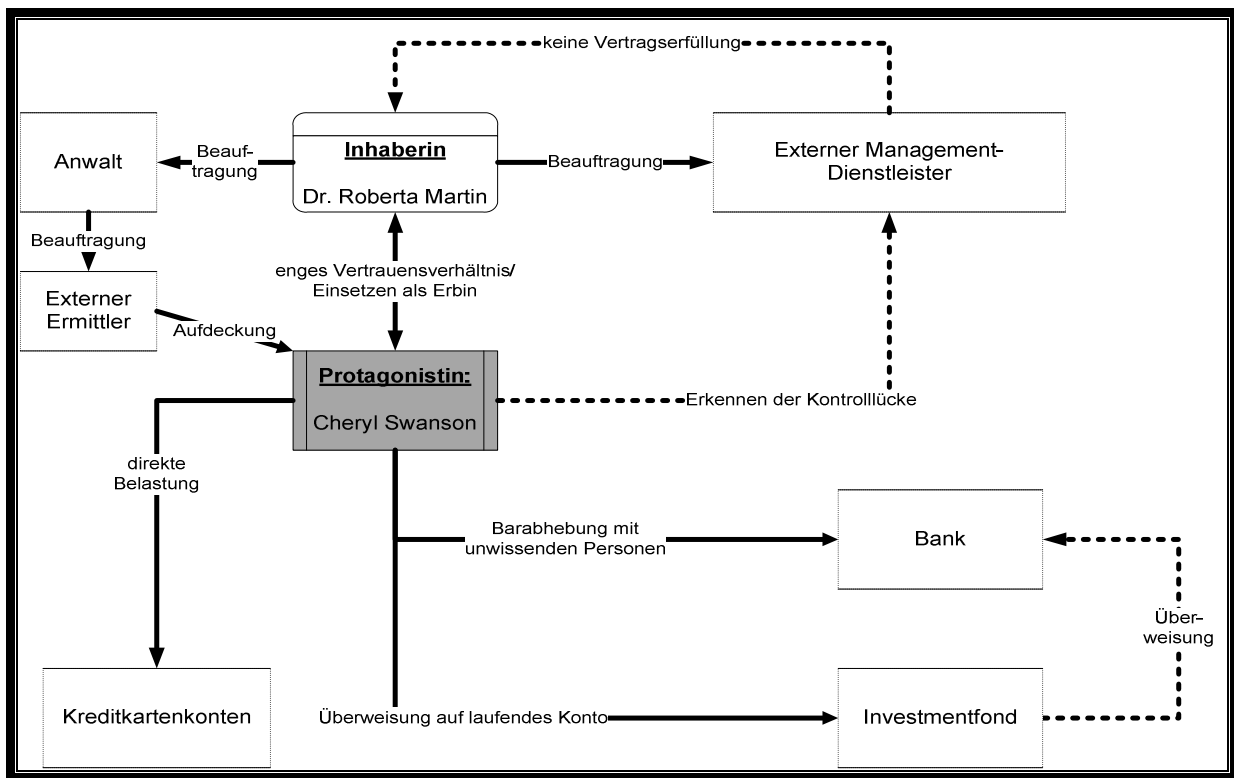 keine Vertragserfüllung
Anwalt
Beauf-
tragung
Inhaberin
Dr. Roberta Martin
Beauftragung
Externer Management-
Dienstleister
Beauftragung
enges Vertrauensverhältnis/
Einsetzen als Erbin
Externer
Ermittler
Aufdeckung
Protagonistin:
Cheryl Swanson
Erkennen der Kontrolllücke
direkte
Belastung
Barabhebung mit
unwissenden Personen
Bank
Über-
weisung
Kreditkartenkonten
Überweisung auf laufendes Konto
Investmentfond